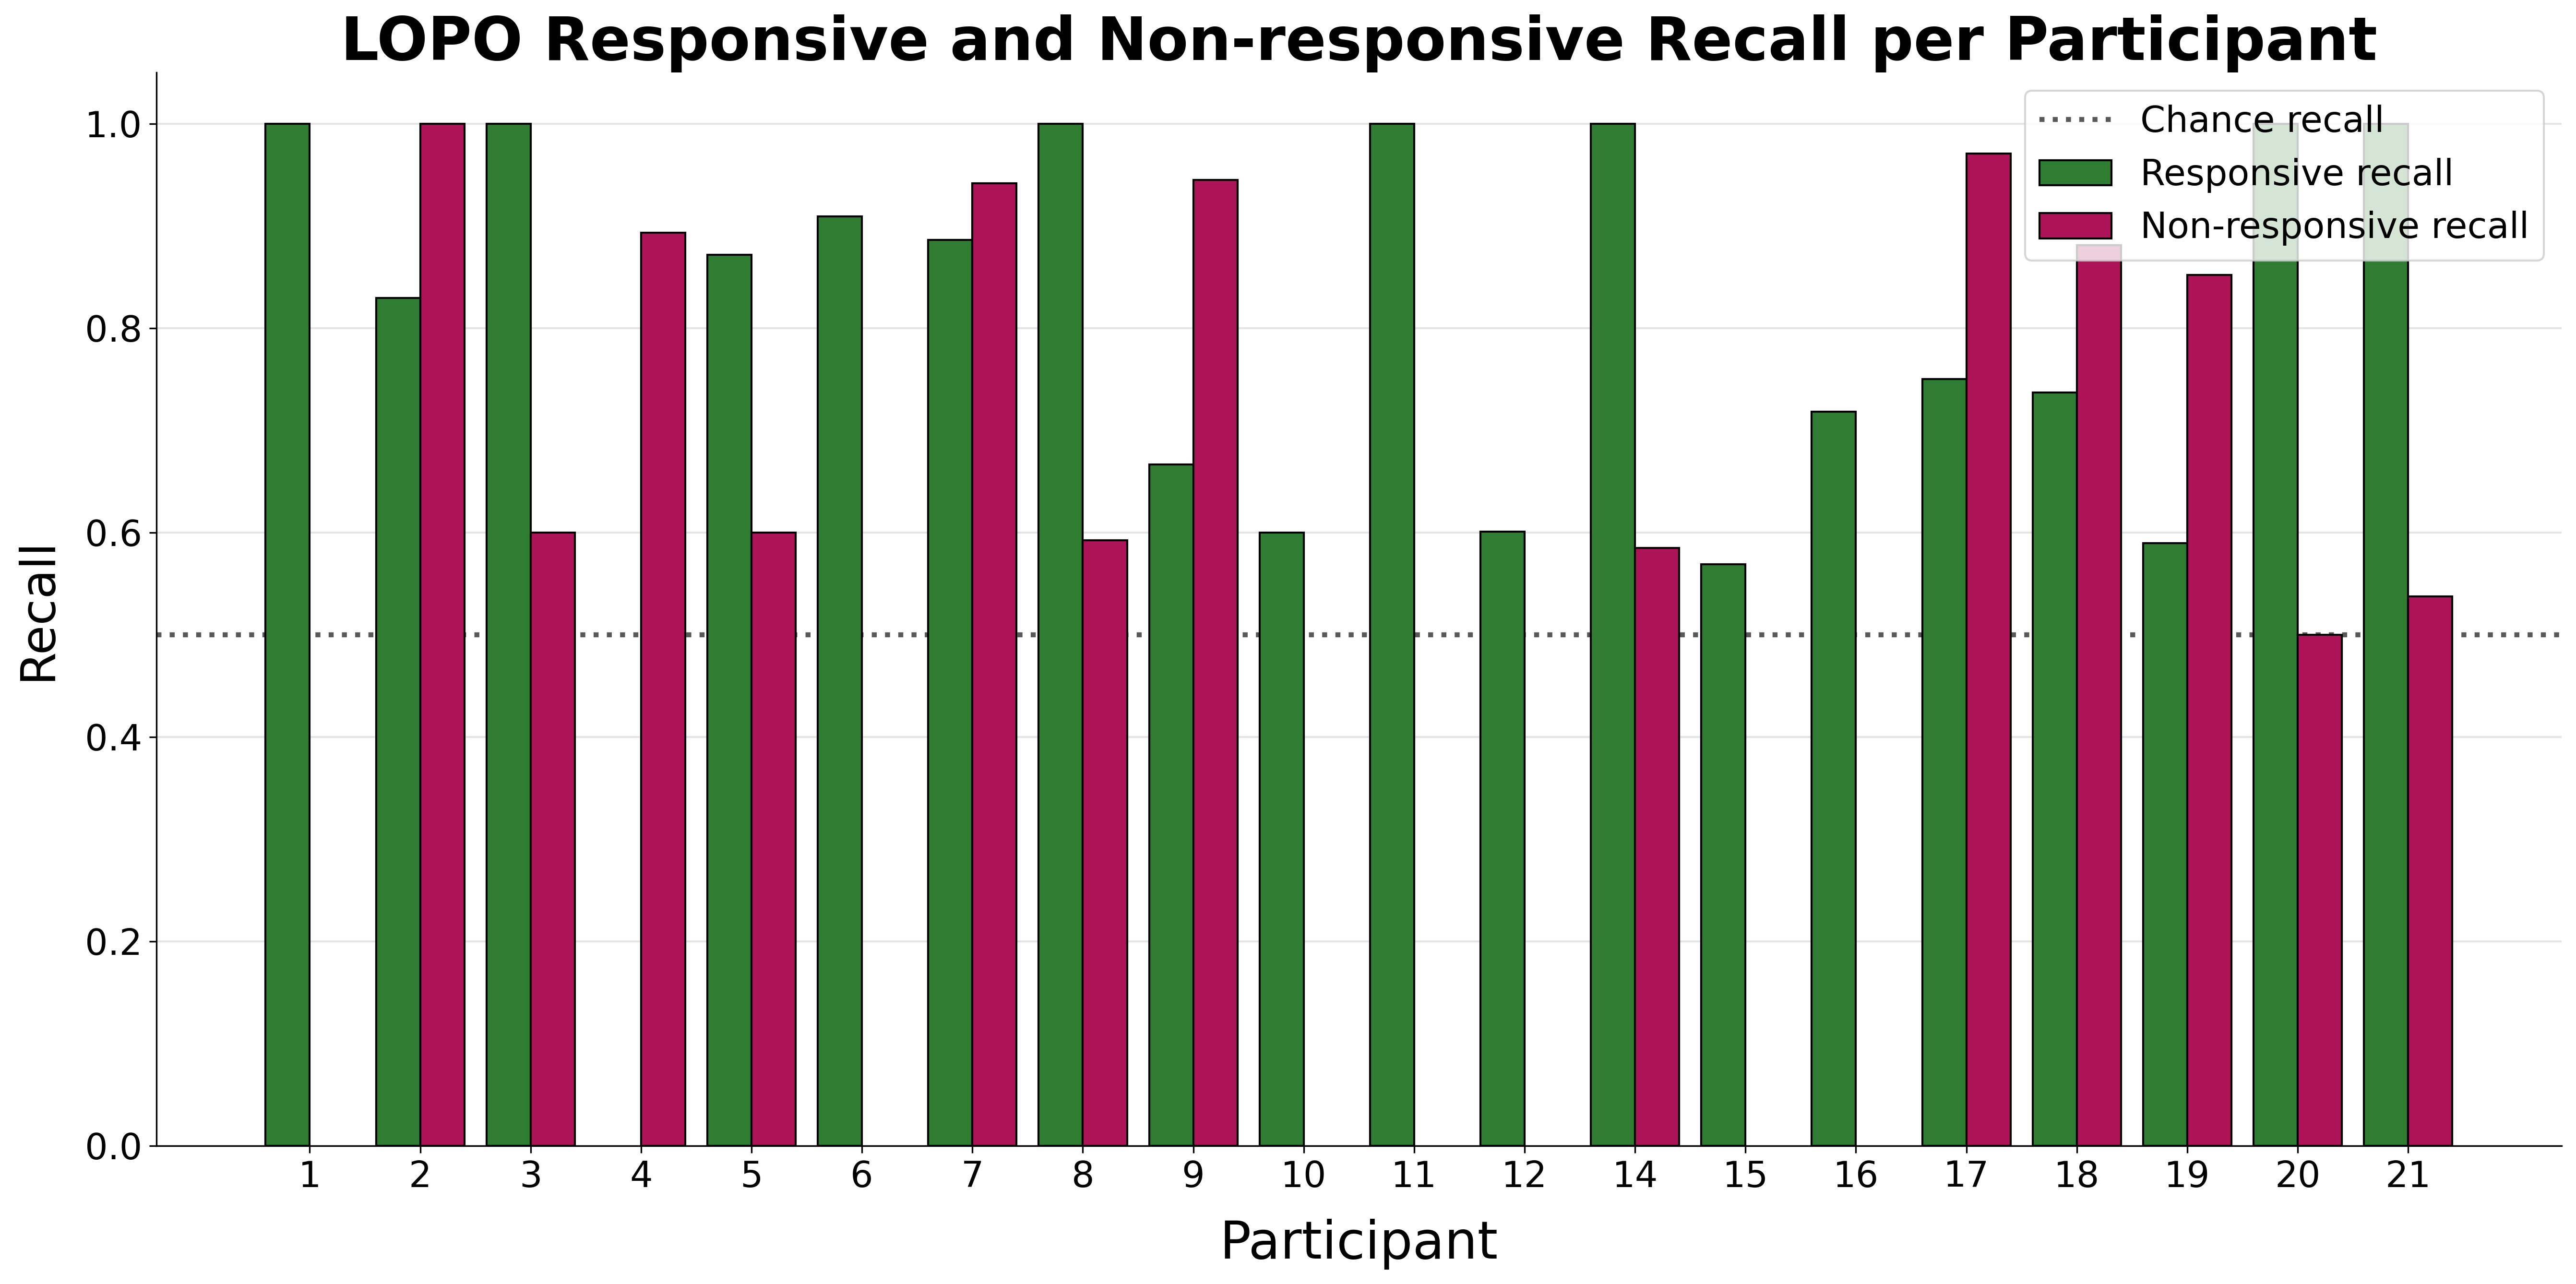 LOPO Responsive and Non-responsive Recall per Participant
Chance recall
Responsive recall
Non-responsive recall
Recall
1.0
0.8
0.6
0.4
0.2
0.0
1 2 3 4 5 6 7 8 9 10 11 12 14 15 16 17 18 19 20 21
Participant